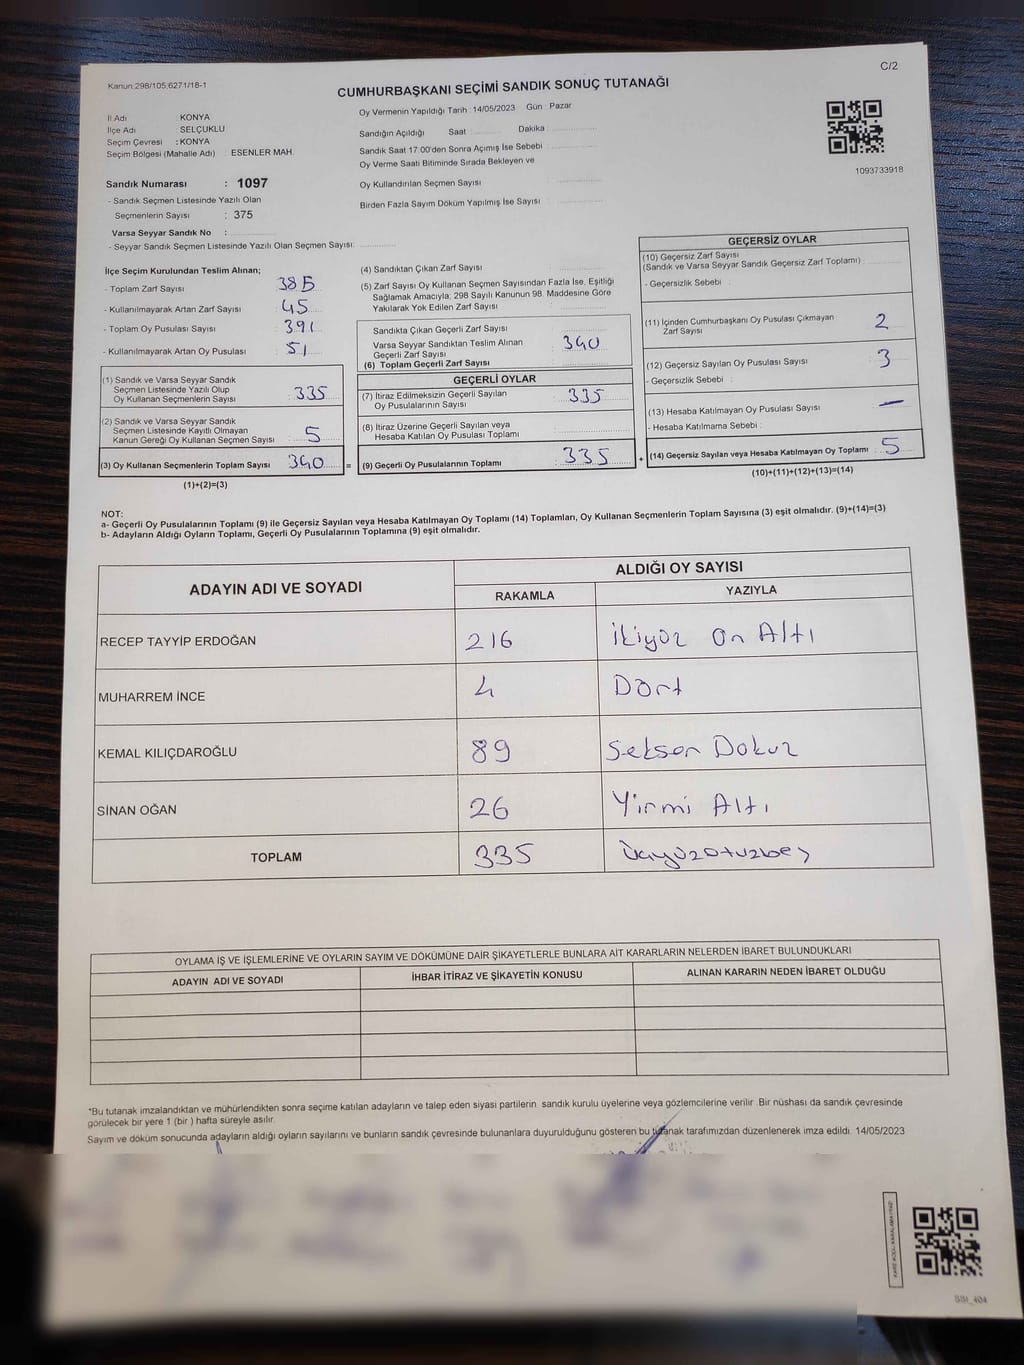 Kanun:298/105;6271/18-1
C/2
CUMHURBAŞKANI SEÇİMİ SANDIK SONUÇ TUTANAĞI
İl Adı KONYA
İlçe Adı SELÇUKLU
Seçim Çevresi : KONYA
Seçim Bölgesi (Mahalle Adı) : ESENLER MAH.
Sandık Numarası : 1097
- Sandık Seçmen Listesinde Yazılı Olan
Seçmenlerin Sayısı : 375
Varsa Seyyar Sandık No :
- Seyyar Sandık Seçmen Listesinde Yazılı Olan Seçmen Sayısı:
Oy Vermenin Yapıldığı Tarih : 14/05/2023 Gün : Pazar
Sandığın Açıldığı Saat Dakika :
Sandık Saat 17:00'den Sonra Açımış İse Sebebi :
Oy Verme Saati Bitiminde Sırada Bekleyen ve
Oy Kullandırılan Seçmen Sayısı
Birden Fazla Sayım Döküm Yapılmış İse Sayısı
1093733918
İlçe Seçim Kurulundan Teslim Alınan;
- Toplam Zarf Sayısı 385
- Kullanılmayarak Artan Zarf Sayısı 45
- Toplam Oy Pusulası Sayısı 391
- Kullanılmayarak Artan Oy Pusulası 51
(1) Sandık ve Varsa Seyyar Sandık
Seçmen Listesinde Yazılı Olup
Oy Kullanan Seçmenlerin Sayısı 335
(2) Sandık ve Varsa Seyyar Sandık
Seçmen Listesinde Kayıtlı Olmayan
Kanun Gereği Oy Kullanan Seçmen Sayısı 5
(3) Oy Kullanan Seçmenlerin Toplam Sayısı 340 =
(1)+(2)=(3)
(4) Sandıktan Çıkan Zarf Sayısı
(5) Zarf Sayısı Oy Kullanan Seçmen Sayısından Fazla İse, Eşitliği
Sağlamak Amacıyla, 298 Sayılı Kanunun 98. Maddesine Göre
Yakılarak Yok Edilen Zarf Sayısı
Sandıkta Çıkan Geçerli Zarf Sayısı
Varsa Seyyar Sandıktan Teslim Alınan
Geçerli Zarf Sayısı 340
(6) Toplam Geçerli Zarf Sayısı
GEÇERLİ OYLAR
(7) İtiraz Edilmeksizin Geçerli Sayılan
Oy Pusulalarının Sayısı 335
(8) İtiraz Üzerine Geçerli Sayılan veya
Hesaba Katılan Oy Pusulası Toplamı
(9) Geçerli Oy Pusulalarının Toplamı 335 +
GEÇERSİZ OYLAR
(10) Geçersiz Zarf Sayısı
(Sandık ve Varsa Seyyar Sandık Geçersiz Zarf Toplamı) :
- Geçersizlik Sebebi :
(11) İçinden Cumhurbaşkanı Oy Pusulası Çıkmayan
Zarf Sayısı 2
(12) Geçersiz Sayılan Oy Pusulası Sayısı : 3
- Geçersizlik Sebebi :
(13) Hesaba Katılmayan Oy Pusulası Sayısı —
- Hesaba Katılmama Sebebi :
(14) Geçersiz Sayılan veya Hesaba Katılmayan Oy Toplamı : 5
(10)+(11)+(12)+(13)=(14)
NOT:
a- Geçerli Oy Pusulalarının Toplamı (9) ile Geçersiz Sayılan veya Hesaba Katılmayan Oy Toplamı (14) Toplamları, Oy Kullanan Seçmenlerin Toplam Sayısına (3) eşit olmalıdır. (9)+(14)=(3)
b- Adayların Aldığı Oyların Toplamı, Geçerli Oy Pusulalarının Toplamına (9) eşit olmalıdır.
ADAYIN ADI VE SOYADI ALDIĞI OY SAYISI
RAKAMLA YAZIYLA
RECEP TAYYİP ERDOĞAN 216 İkiyüz On Altı
MUHARREM İNCE 4 Dört
KEMAL KILIÇDAROĞLU 89 Seksen Dokuz
SİNAN OĞAN 26 Yirmi Altı
TOPLAM 335 Üçyüzotuzbeş
OYLAMA İŞ VE İŞLEMLERİNE VE OYLARIN SAYIM VE DÖKÜMÜNE DAİR ŞİKAYETLERLE BUNLARA AİT KARARLARIN NELERDEN İBARET BULUNDUKLARI
ADAYIN ADI VE SOYADI İHBAR İTİRAZ VE ŞİKAYETİN KONUSU ALINAN KARARIN NEDEN İBARET OLDUĞU
*Bu tutanak imzalandıktan ve mühürlendikten sonra seçime katılan adayların ve talep eden siyasi partilerin sandık kurulu üyelerine veya gözlemcilerine verilir. Bir nüshası da sandık çevresinde
görülecek bir yere 1 (bir ) hafta süreyle asılır.
Sayım ve döküm sonucunda adayların aldığı oyların sayılarını ve bunların sandık çevresinde bulunanlara duyurulduğunu gösteren bu tutanak tarafımızdan düzenlenerek imza edildi. 14/05/2023